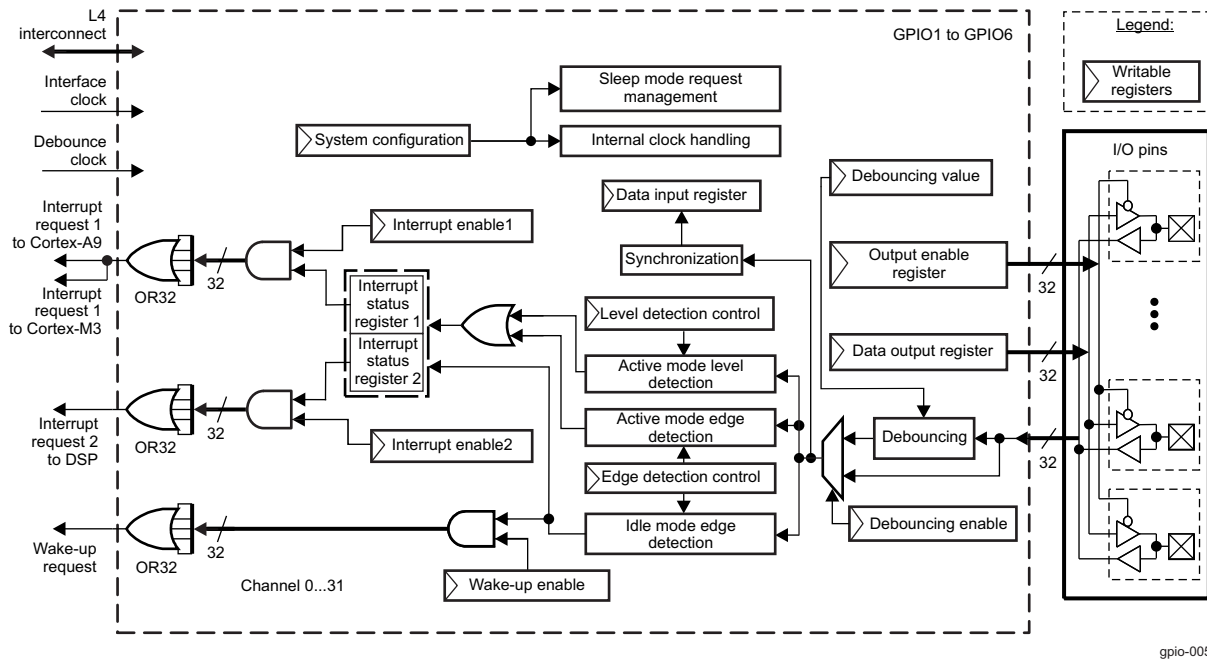 L4
interconnect
GPIO1 to GPIO6
Legend:
Writable
registers
Interface
clock
Sleep mode request
management
System configuration
Internal clock handling
Debounce
clock
I/O pins
Debouncing value
Data input register
Interrupt
request 1
to Cortex-A9
Interrupt enable1
Output enable
register
Synchronization
32
OR32
32
Interrupt
request 1
to Cortex-M3
Interrupt
status
register 1
Level detection control
Interrupt
status
register 2
Data output register
32
Active mode level
detection
32
Active mode edge
detection
Debouncing
OR32
Interrupt
request 2
to DSP
Interrupt enable2
32
Edge detection control
Idle mode edge
detection
Debouncing enable
32
Wake-up
request
OR32
Channel 0...31
Wake-up enable
gpio-005